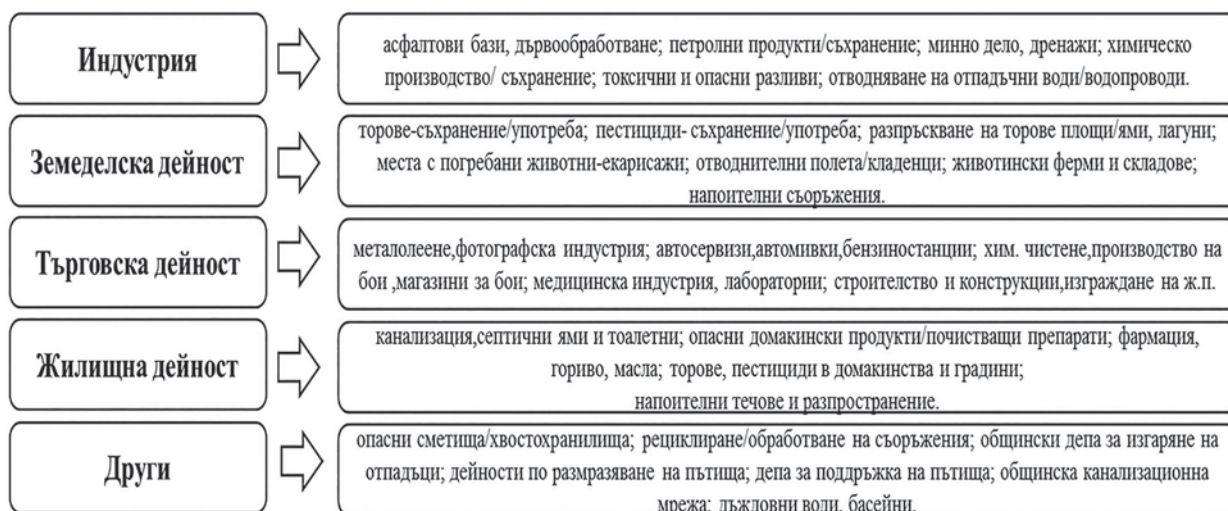 Индустрия
асфалтови бази, дървообработване; петролни продукти/съхранение; минно дело, дренажи; химическо
производство/ съхранение; токсични и опасни разливи; отводняване на отпадъчни води/водопроводи.
Земеделска дейност
торове-съхранение/употреба; пестициди- съхранение/употреба; разпръскване на торове площи/ями, лагуни;
места с погребани животни-екарисажи; отводнителни полета/кладенци; животински ферми и складове;
напоителни съоръжения.
Търговска дейност
металолеене,фотографска индустрия; автосервизи,автомивки,бензиностанции; хим. чистене,производство на
бои ,магазини за бои; медицинска индустрия, лаборатории; строителство и конструкции,изграждане на ж.п.
Жилищна дейност
канализация,септични ями и тоалетни; опасни домакински продукти/почистващи препарати; фармация,
гориво, масла; торове, пестициди в домакинства и градини;
напоителни течове и разпространение.
Други
опасни сметища/хвостохранилища; рециклиране/обработване на съоръжения; общински депа за изгаряне на
отпадъци; дейности по размразяване на пътища; депа за поддръжка на пътища; общинска канализационна
мрежа; дъждовни води, басейни.